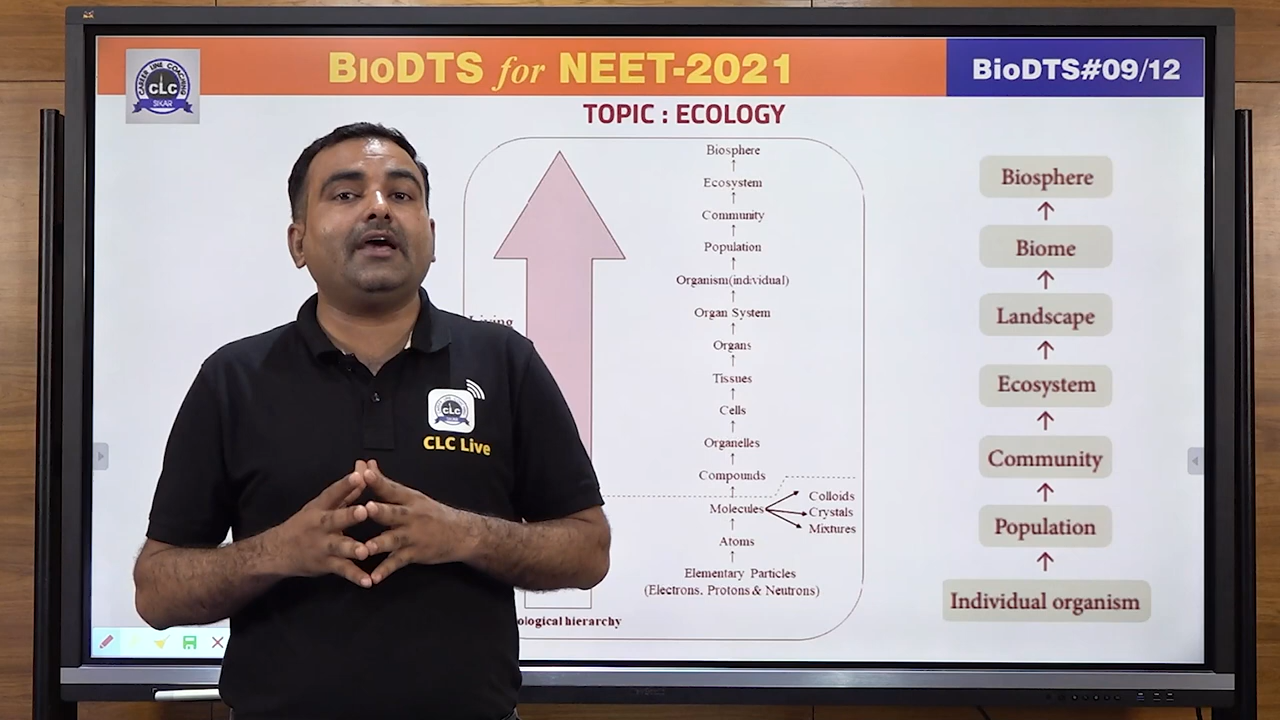 BIODTS for NEET-2021
BIODTS#09/12
CAREER LINE COACHING
CLC
SIKAR
TOPIC : ECOLOGY
Biosphere
Ecosystem
Community
Population
Organism(individual)
Organ System
Organs
Tissues
Cells
Organelles
Compounds
Molecules
Colloids
Crystals
Mixtures
Atoms
Elementary Particles
(Electrons, Protons & Neutrons)
Living
ological hierarchy
Biosphere
Biome
Landscape
Ecosystem
Community
Population
Individual organism
CLC
CLC Live